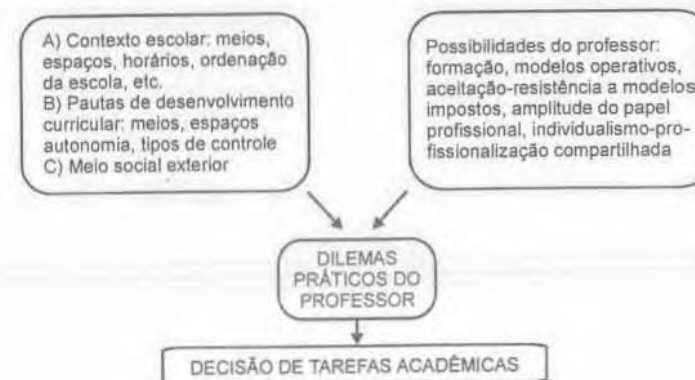 A) Contexto escolar: meios,
espaços, horários, ordenação
da escola, etc.
B) Pautas de desenvolvimento
curricular: meios, espaços
autonomia, tipos de controle
C) Meio social exterior
Possibilidades do professor:
formação, modelos operativos,
aceitação-resistência a modelos
impostos, amplitude do papel
profissional, individualismo-pro-
fissionalização compartilhada
DILEMAS
PRÁTICOS DO
PROFESSOR
DECISÃO DE TAREFAS ACADÊMICAS